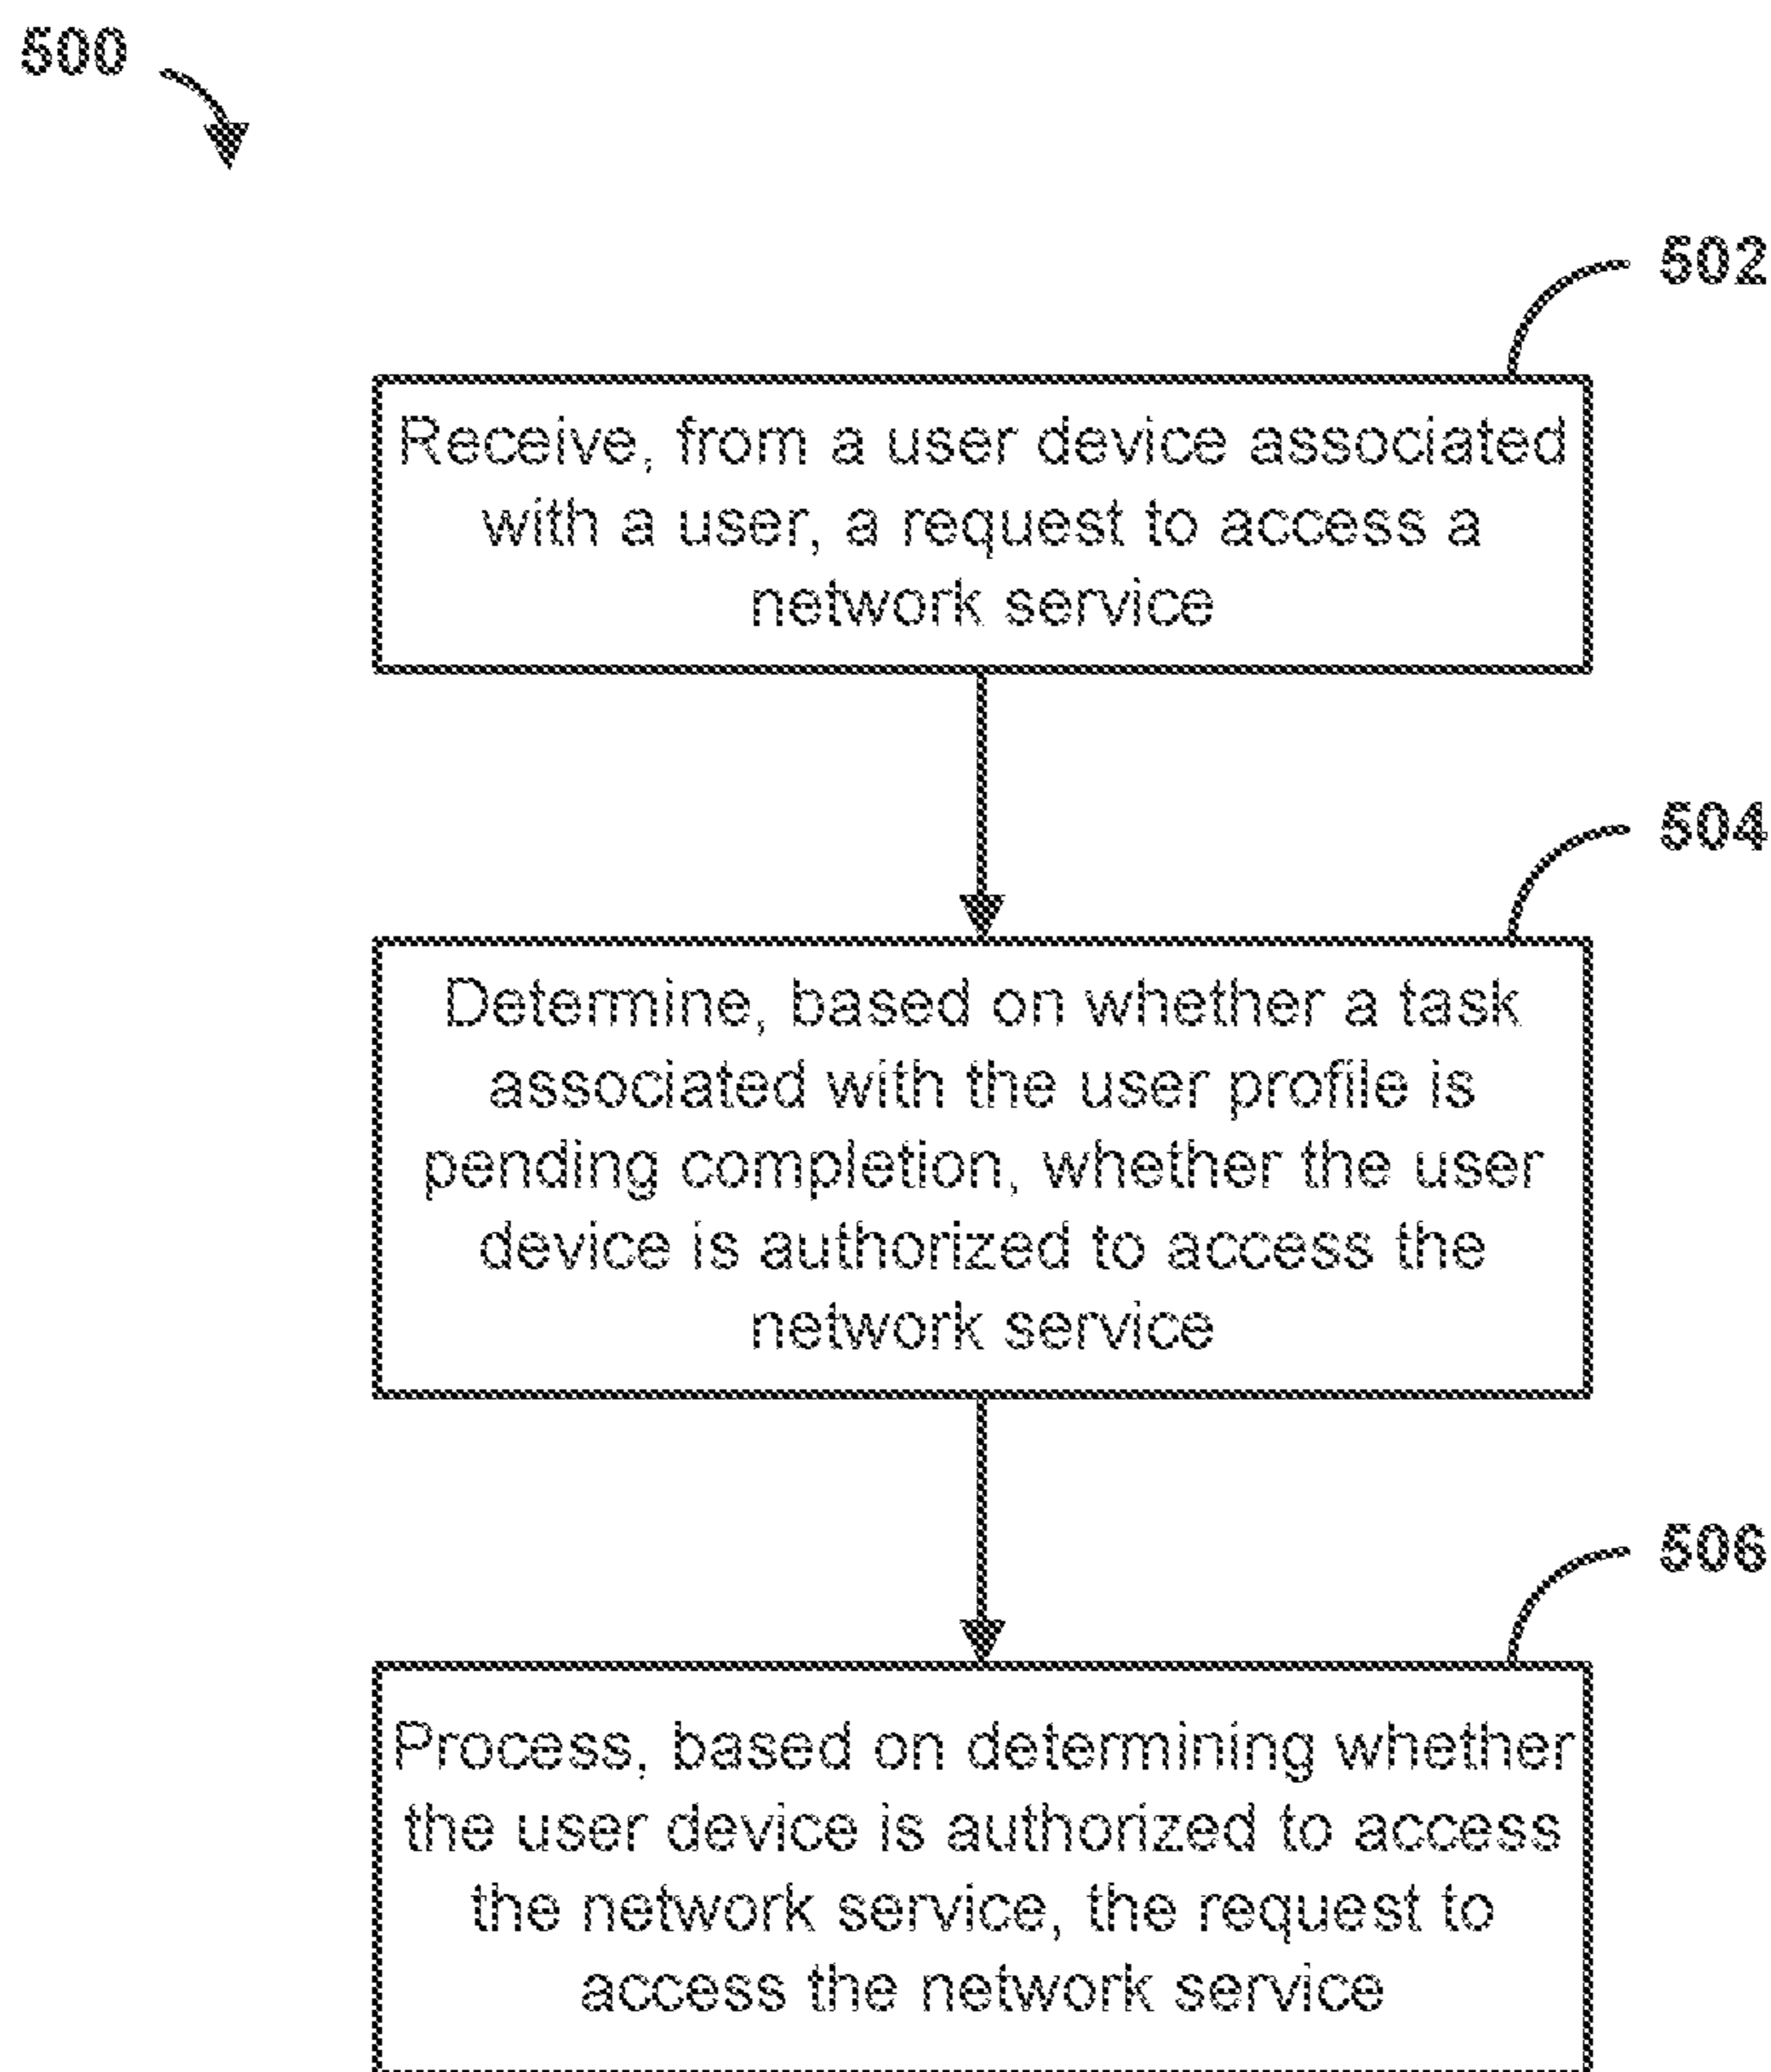 500
502
Receive, from a user device associated
with a user, a request to access a
network service
504
Determine, based on whether a task
associated with the user profile is
pending completion, whether the user
device is authorized to access the
network service
506
Process, based on determining whether
the user device is authorized to access
the network service, the request to
access the network service